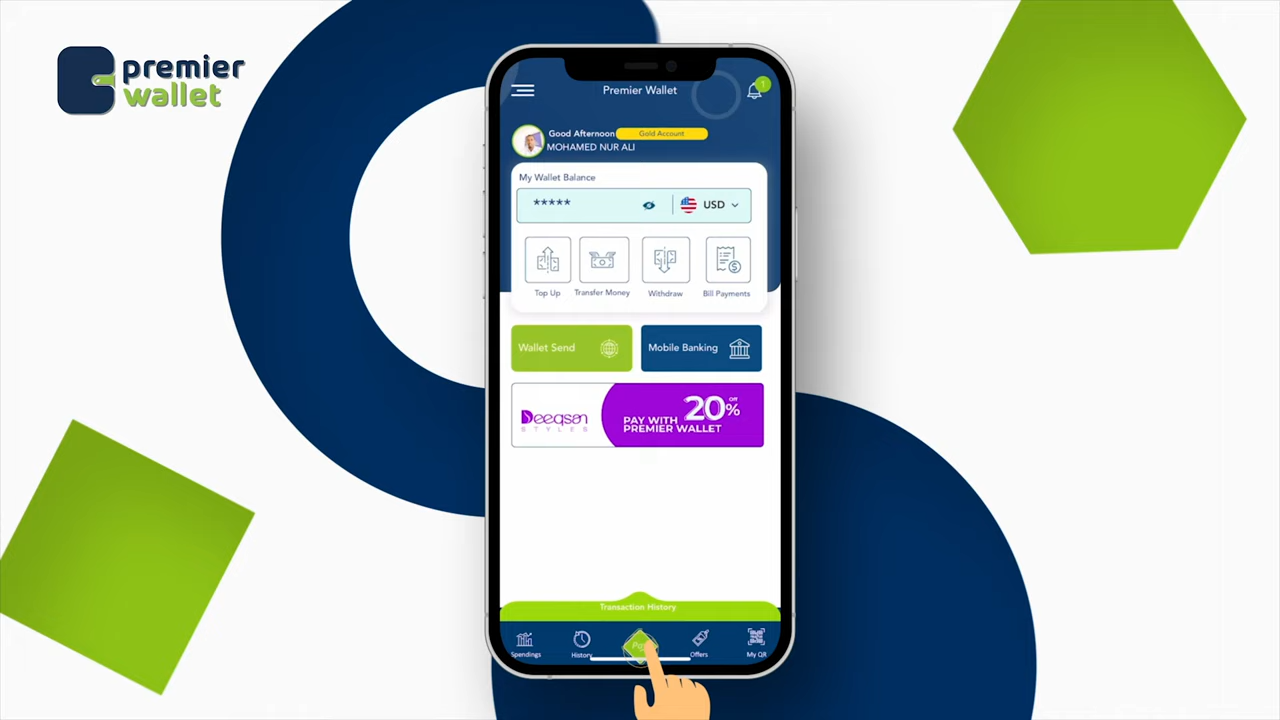 premier
wallet
Premier Wallet
1
Good Afternoon
Gold Account
MOHAMED NUR ALI
My Wallet Balance
*****
USD
Top Up
Transfer Money
Withdraw
Bill Payments
Wallet Send
Mobile Banking
Deeqsan
STYLES
20% Off
PAY WITH
PREMIER WALLET
Transaction History
Spendings
History
Offers
My QR